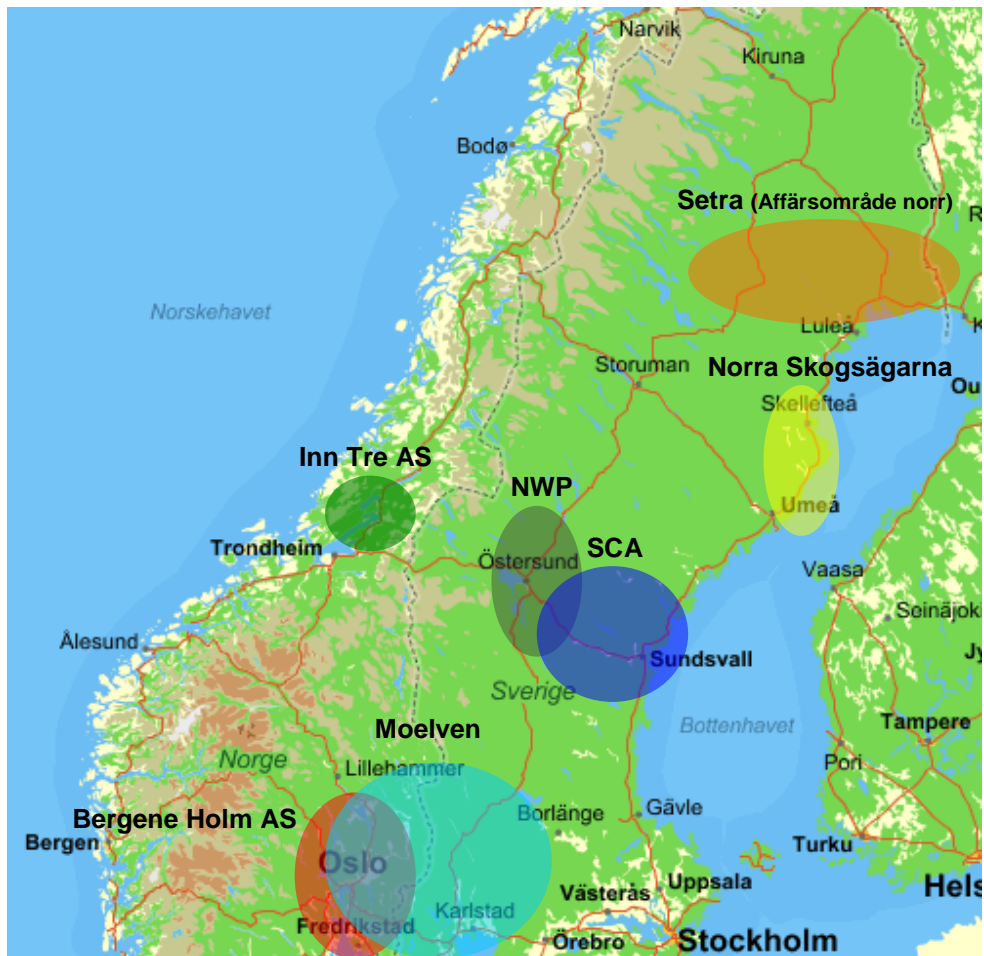 Narvik
Kiruna
Bodø
Setra (Affärsområde norr)
Norskehavet
Luleå
Storuman
Norra Skogsägarna
Skellefteå
Inn Tre AS
NWP
Umeå
Trondheim
Östersund
SCA
Vaasa
Seinäjoki
Ålesund
Sundsvall
Sverige
Bottenhavet
Tampere
Moelven
Norge
Lillehammer
Pori
Bergene Holm AS
Borlänge
Gävle
Bergen
Turku
Oslo
Västerås
Uppsala
Hels
Fredrikstad
Karlstad
Örebro
Stockholm